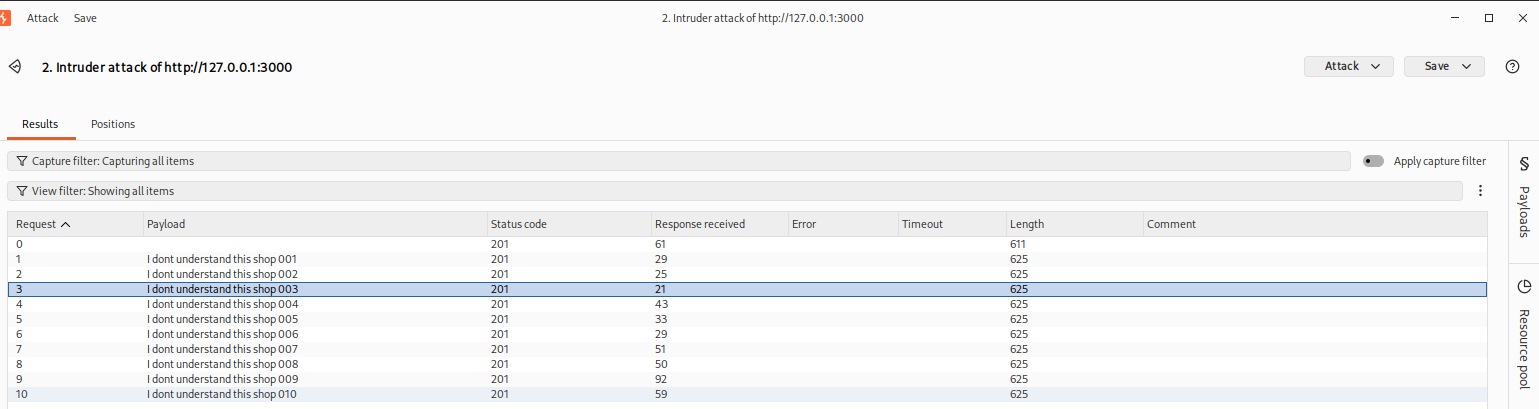 Attack Save 2. Intruder attack of http://127.0.0.1:3000
2. Intruder attack of http://127.0.0.1:3000 Attack Save
Results Positions
Capture filter: Capturing all items Apply capture filter
View filter: Showing all items
Request Payload Status code Response received Error Timeout Length Comment
0 201 61 611
1 I dont understand this shop 001 201 29 625
2 I dont understand this shop 002 201 25 625
3 I dont understand this shop 003 201 21 625
4 I dont understand this shop 004 201 43 625
5 I dont understand this shop 005 201 33 625
6 I dont understand this shop 006 201 29 625
7 I dont understand this shop 007 201 51 625
8 I dont understand this shop 008 201 50 625
9 I dont understand this shop 009 201 92 625
10 I dont understand this shop 010 201 59 625
Payloads
Resource pool